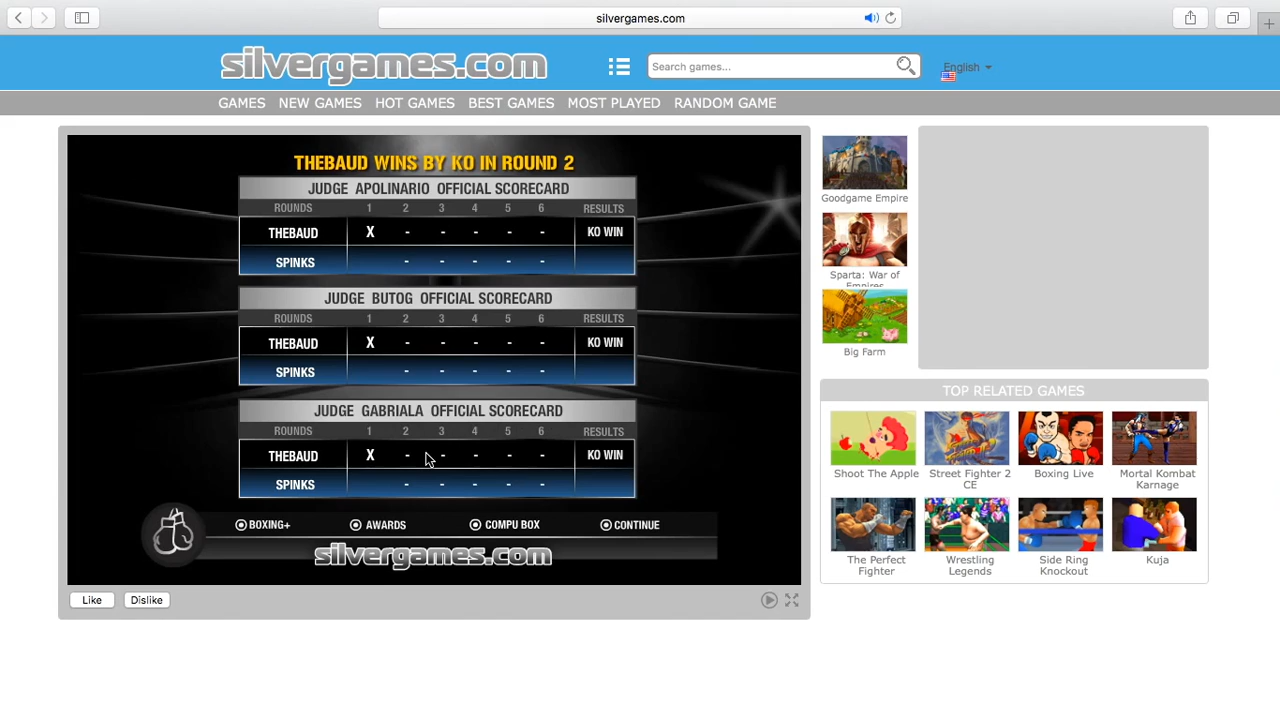 silvergames.com
silvergames.com
Search games...
English
GAMES NEW GAMES HOT GAMES BEST GAMES MOST PLAYED RANDOM GAME
THEBAUD WINS BY KO IN ROUND 2
JUDGE APOLINARIO OFFICIAL SCORECARD
ROUNDS 1 2 3 4 5 6 RESULTS
THEBAUD X - - - - - KO WIN
SPINKS - - - - -
JUDGE BUTOG OFFICIAL SCORECARD
ROUNDS 1 2 3 4 5 6 RESULTS
THEBAUD X - - - - - KO WIN
SPINKS - - - - -
JUDGE GABRIALA OFFICIAL SCORECARD
ROUNDS 1 2 3 4 5 6 RESULTS
THEBAUD X - - - - - KO WIN
SPINKS - - - - -
BOXING+ AWARDS COMPU BOX CONTINUE
silvergames.com
Like Dislike
Goodgame Empire
Sparta: War of
Empires
Big Farm
TOP RELATED GAMES
Shoot The Apple
Street Fighter 2
CE
Boxing Live
Mortal Kombat
Karnage
The Perfect
Fighter
Wrestling
Legends
Side Ring
Knockout
Kuja